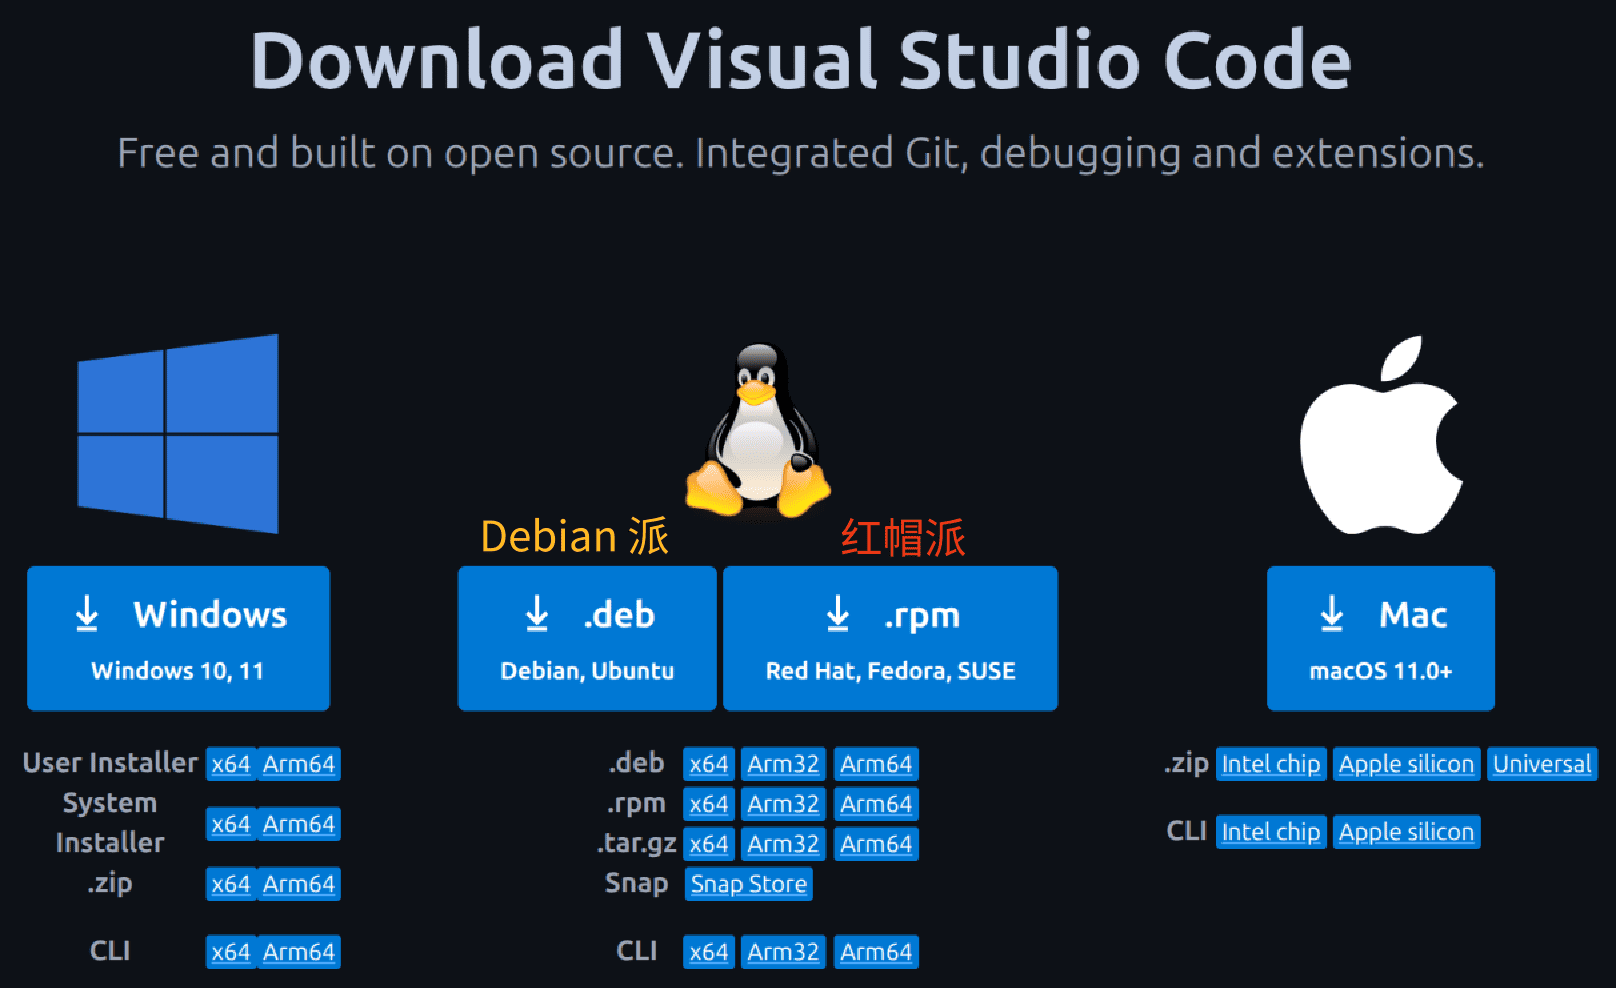 Download Visual Studio Code
Free and built on open source. Integrated Git, debugging and extensions.
Debian 派
红帽派
Windows
Windows 10, 11
.deb
Debian, Ubuntu
.rpm
Red Hat, Fedora, SUSE
Mac
macOS 11.0+
User Installer x64 Arm64
System
Installer
x64 Arm64
.zip x64 Arm64
CLI x64 Arm64
.deb x64 Arm32 Arm64
.rpm x64 Arm32 Arm64
.tar.gz x64 Arm32 Arm64
Snap Snap Store
CLI x64 Arm32 Arm64
.zip Intel chip Apple silicon Universal
CLI Intel chip Apple silicon